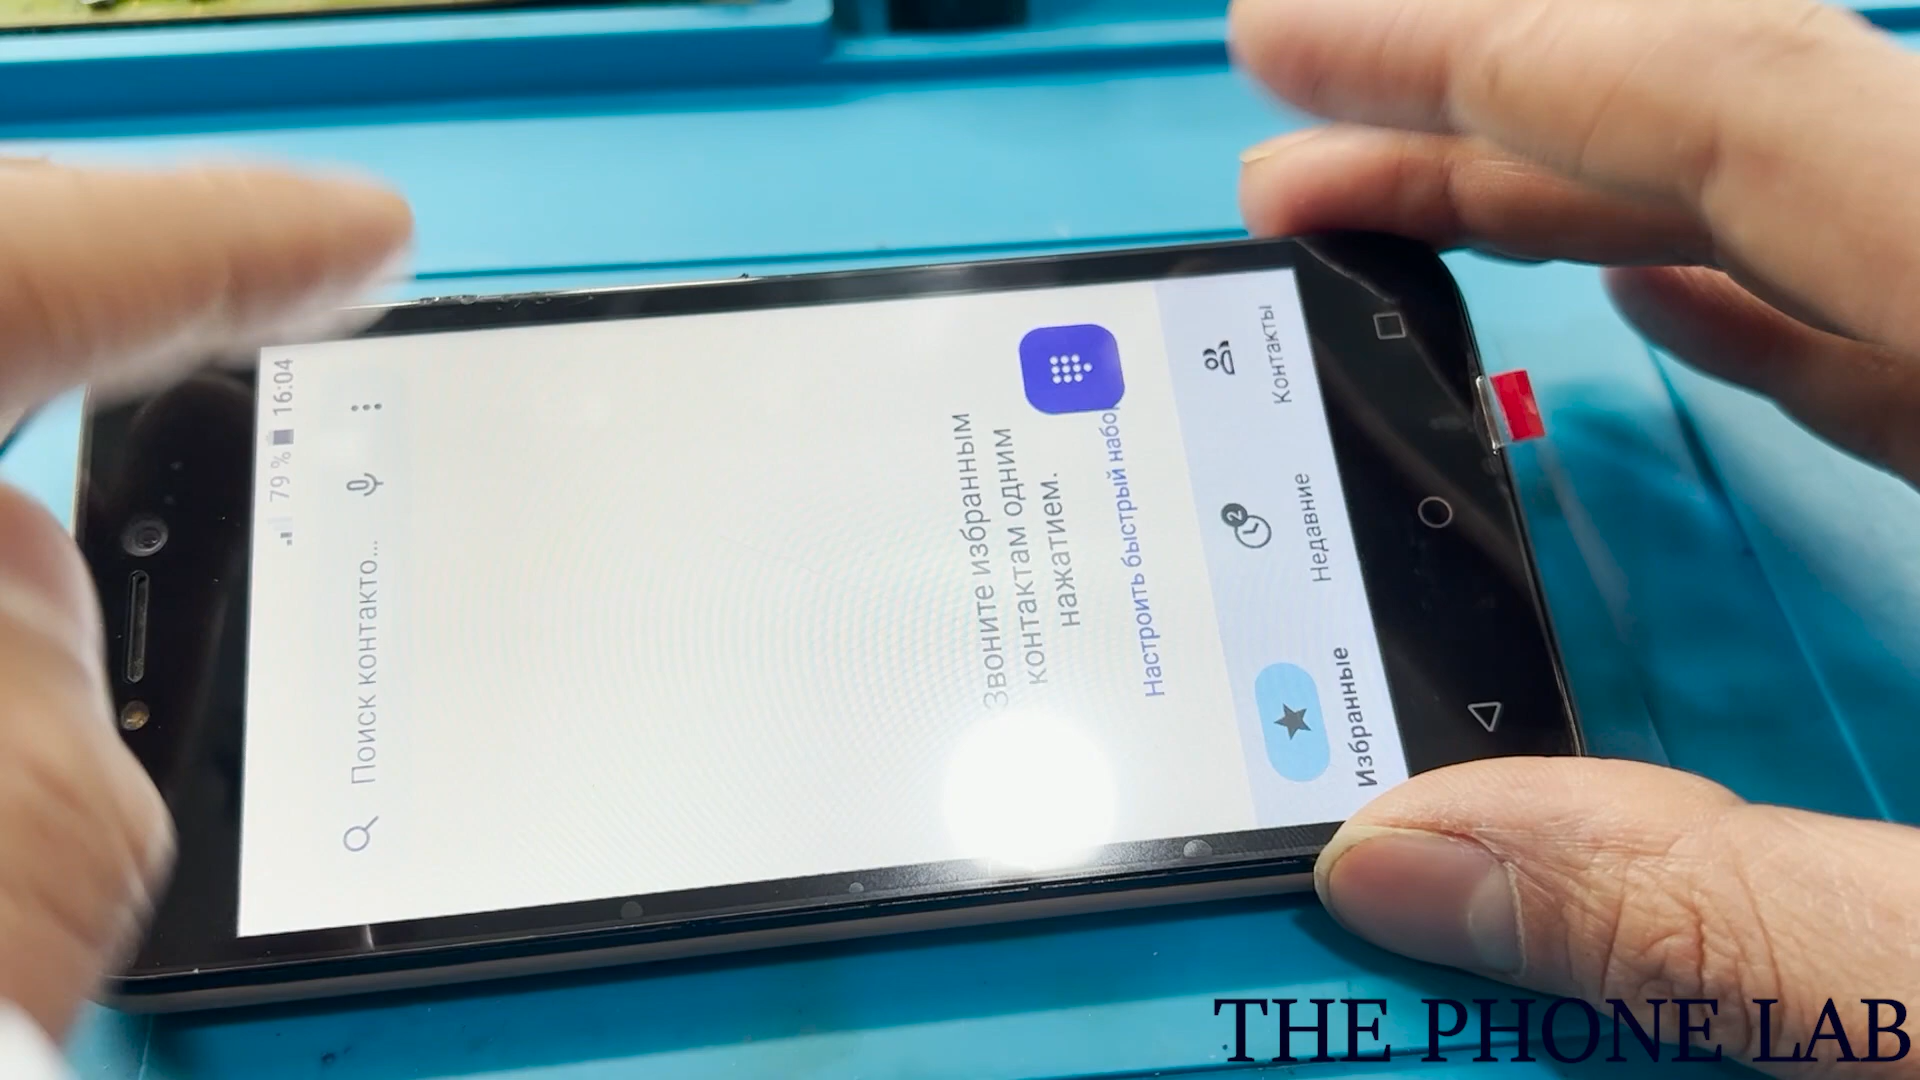 79 % 16:04
Поиск контакто...
Звоните избранным
контактам одним
нажатием.
Настроить быстрый набо
2
Избранные
Недавние
Контакты
THE PHONE LAB